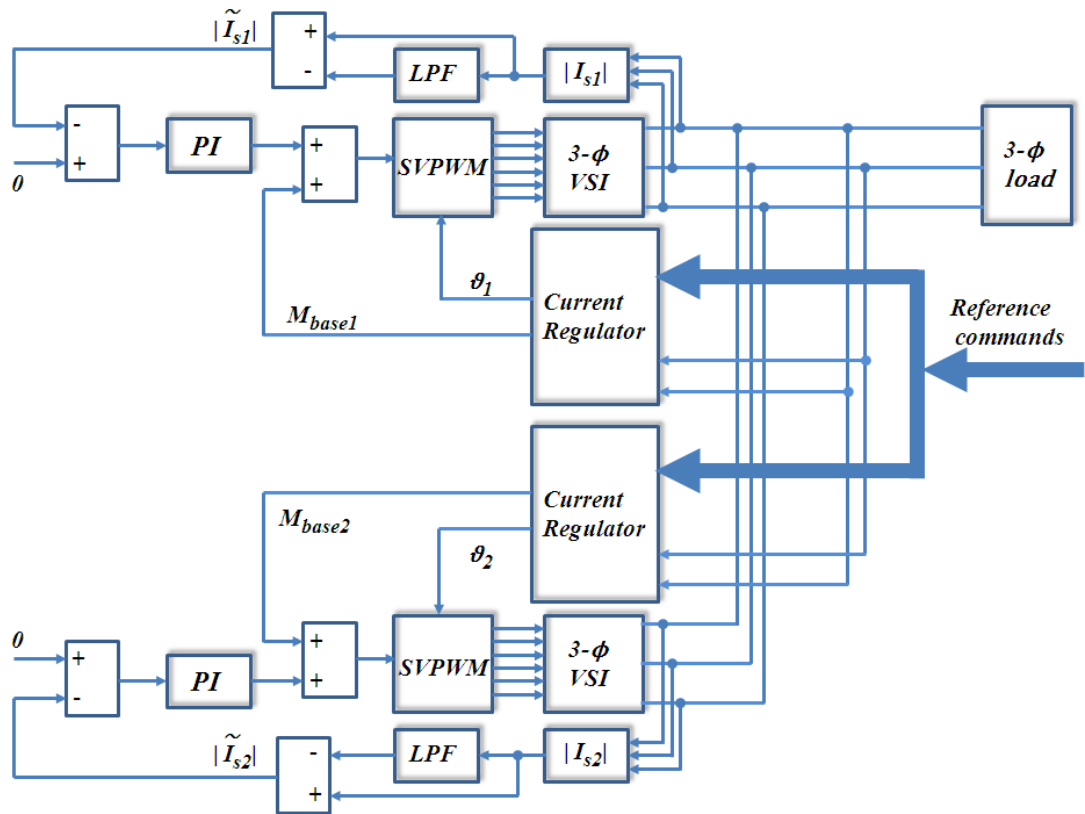 |Ĩs1|
+
-
LPF
|Is1|
-
+
0
PI
+
+
SVPWM
3-ϕ
VSI
3-ϕ
load
ϑ1
Mbase1
Current
Regulator
Reference
commands
Mbase2
ϑ2
Current
Regulator
0
+
-
PI
+
+
SVPWM
3-ϕ
VSI
|Ĩs2|
-
+
LPF
|Is2|